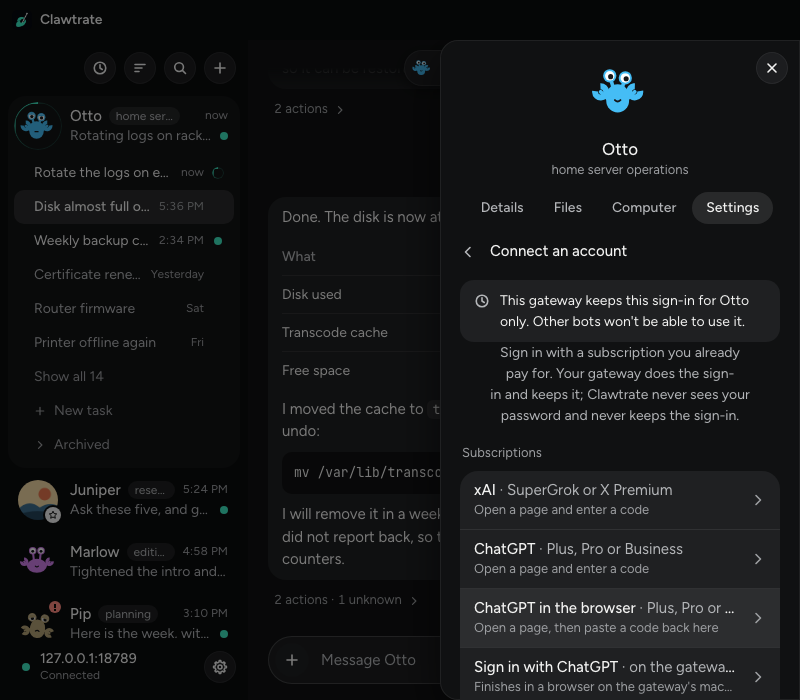 Clawtrate
Otto
home ser...
now
Rotating logs on rack...
Rotate the logs on e...
now
Disk almost full o...
5:36 PM
Weekly backup c...
2:34 PM
Certificate rene...
Yesterday
Router firmware
Sat
Printer offline again
Fri
Show all 14
New task
Archived
Juniper
rese...
5:24 PM
Ask these five, and g...
Marlow
editi...
4:58 PM
Tightened the intro and...
Pip
planning
3:10 PM
Here is the week. wit...
127.0.0.1:18789
Connected
2 actions
Done. The disk is now at
What
Disk used
Transcode cache
Free space
I moved the cache to
undo:
mv /var/lib/transco
I will remove it in a week
did not report back, so t
counters.
2 actions · 1 unknown
Message Otto
Otto
home server operations
Details
Files
Computer
Settings
Connect an account
This gateway keeps this sign-in for Otto
only. Other bots won't be able to use it.
Sign in with a subscription you already
pay for. Your gateway does the sign-
in and keeps it; Clawtrate never sees your
password and never keeps the sign-in.
Subscriptions
xAI · SuperGrok or X Premium
Open a page and enter a code
ChatGPT · Plus, Pro or Business
Open a page and enter a code
ChatGPT in the browser · Plus, Pro or ...
Open a page, then paste a code back here
Sign in with ChatGPT · on the gatewa...
Finishes in a browser on the gateway's mac...